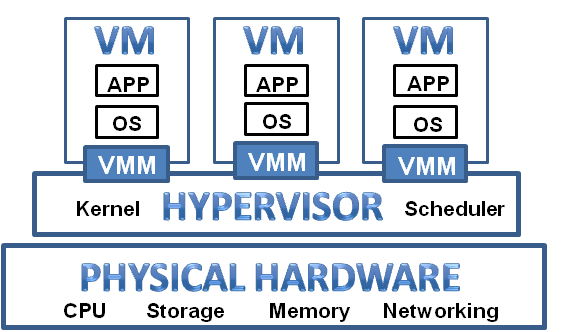 VM VM VM
APP APP APP
OS OS OS
VMM VMM VMM
Kernel HYPERVISOR Scheduler
PHYSICAL HARDWARE
CPU Storage Memory Networking